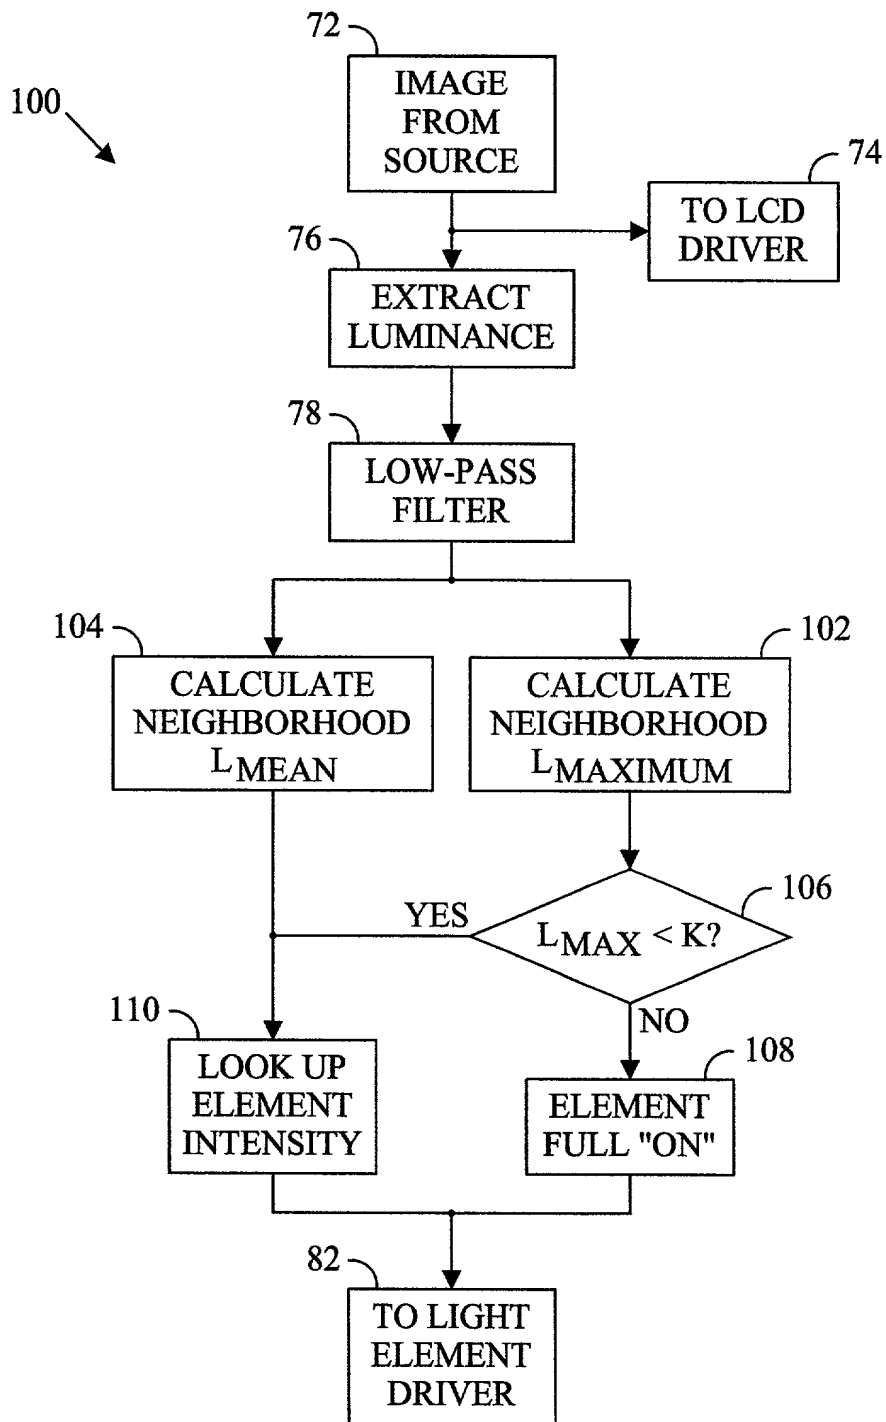 72
IMAGE
FROM
SOURCE
100
74
TO LCD
DRIVER
76
EXTRACT
LUMINANCE
78
LOW-PASS
FILTER
104
CALCULATE
NEIGHBORHOOD
LMEAN
102
CALCULATE
NEIGHBORHOOD
LMAXIMUM
106
YES
LMAX < K?
NO
110
LOOK UP
ELEMENT
INTENSITY
108
ELEMENT
FULL "ON"
82
TO LIGHT
ELEMENT
DRIVER